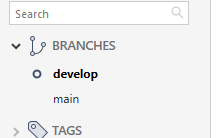 Search
BRANCHES
develop
main
TAGS